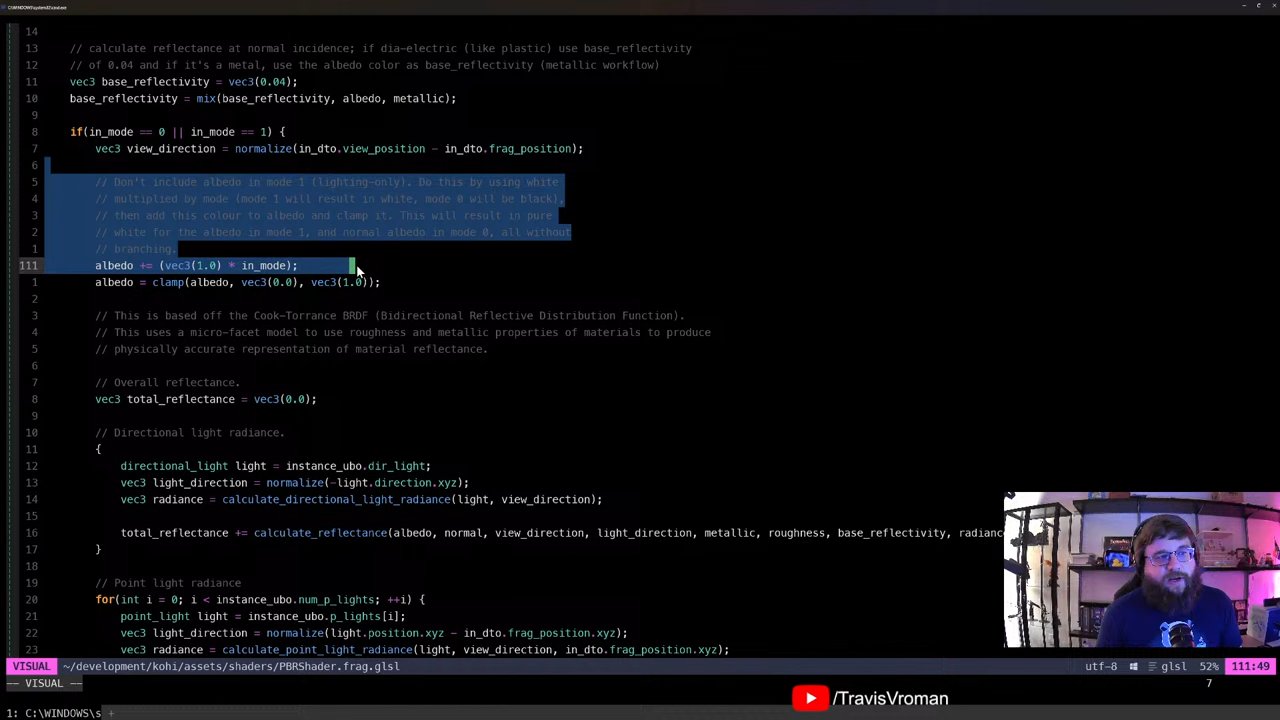 C:\WINDOWS\system32\cmd.exe
14
13 // calculate reflectance at normal incidence; if dia-electric (like plastic) use base_reflectivity
12 // of 0.04 and if it's a metal, use the albedo color as base_reflectivity (metallic workflow)
11 vec3 base_reflectivity = vec3(0.04);
10 base_reflectivity = mix(base_reflectivity, albedo, metallic);
9
8 if(in_mode == 0 || in_mode == 1) {
7 vec3 view_direction = normalize(in_dto.view_position - in_dto.frag_position);
6
5 // Don't include albedo in mode 1 (lighting-only). Do this by using white
4 // multiplied by mode (mode 1 will result in white, mode 0 will be black),
3 // then add this colour to albedo and clamp it. This will result in pure
2 // white for the albedo in mode 1, and normal albedo in mode 0, all without
1 // branching.
111 albedo += (vec3(1.0) * in_mode);
1 albedo = clamp(albedo, vec3(0.0), vec3(1.0));
2
3 // This is based off the Cook-Torrance BRDF (Bidirectional Reflective Distribution Function).
4 // This uses a micro-facet model to use roughness and metallic properties of materials to produce
5 // physically accurate representation of material reflectance.
6
7 // Overall reflectance.
8 vec3 total_reflectance = vec3(0.0);
9
10 // Directional light radiance.
11 {
12 directional_light light = instance_ubo.dir_light;
13 vec3 light_direction = normalize(-light.direction.xyz);
14 vec3 radiance = calculate_directional_light_radiance(light, view_direction);
15
16 total_reflectance += calculate_reflectance(albedo, normal, view_direction, light_direction, metallic, roughness, base_reflectivity, radianc
17 }
18
19 // Point light radiance
20 for(int i = 0; i < instance_ubo.num_p_lights; ++i) {
21 point_light light = instance_ubo.p_lights[i];
22 vec3 light_direction = normalize(light.position.xyz - in_dto.frag_position.xyz);
23 vec3 radiance = calculate_point_light_radiance(light, view_direction, in_dto.frag_position.xyz);
VISUAL ~/development/kohi/assets/shaders/PBRShader.frag.glsl utf-8 glsl 52% 111:49
-- VISUAL -- 7
/TravisVroman
1: C:\WINDOWS\s +